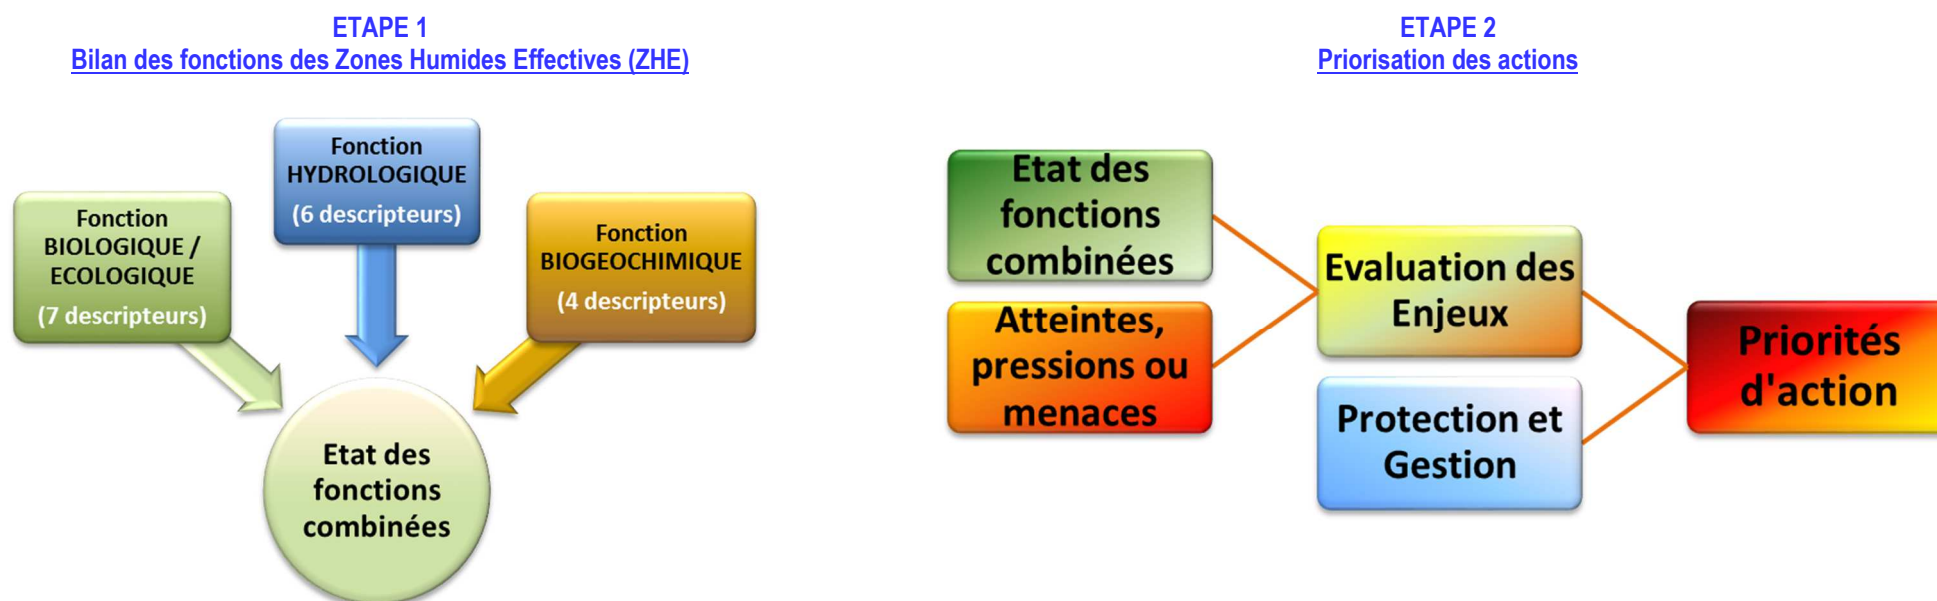 ETAPE 1
Bilan des fonctions des Zones Humides Effectives (ZHE)
Fonction
BIOLOGIQUE /
ECOLOGIQUE
(7 descripteurs)
Fonction
HYDROLOGIQUE
(6 descripteurs)
Fonction
BIOGEOCHIMIQUE
(4 descripteurs)
Etat des
fonctions
combinées
ETAPE 2
Priorisation des actions
Etat des
fonctions
combinées
Atteintes,
pressions ou
menaces
Evaluation des
Enjeux
Protection et
Gestion
Priorités
d'action